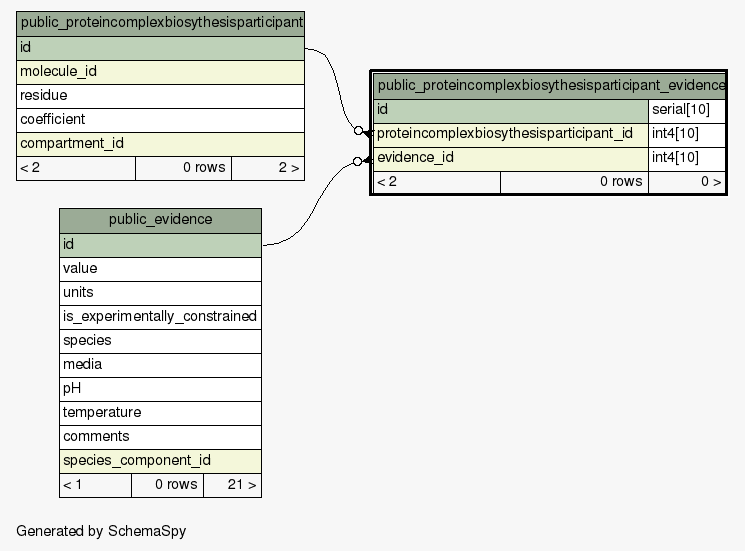 public_proteincomplexbiosythesisparticipant
id
molecule_id
residue
coefficient
compartment_id
< 2 0 rows 2 >
public_proteincomplexbiosythesisparticipant_evidence
id serial[10]
proteincomplexbiosythesisparticipant_id int4[10]
evidence_id int4[10]
< 2 0 rows 0 >
public_evidence
id
value
units
is_experimentally_constrained
species
media
pH
temperature
comments
species_component_id
< 1 0 rows 21 >
Generated by SchemaSpy